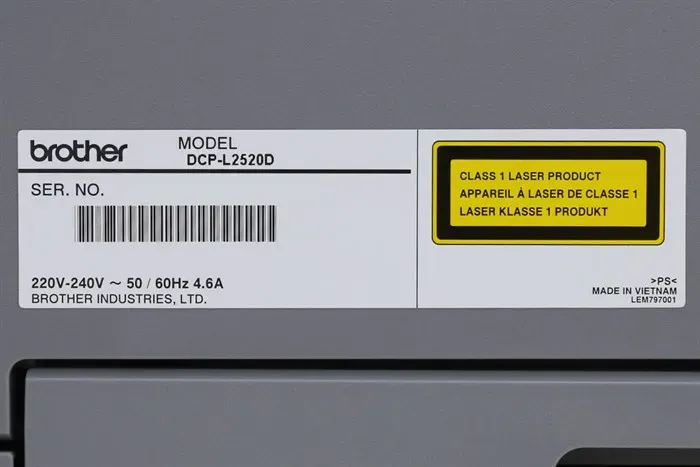 brother
MODEL
DCP-L2520D
SER. NO.
220V-240V ~ 50 / 60Hz 4.6A
BROTHER INDUSTRIES, LTD.
CLASS 1 LASER PRODUCT
APPAREIL À LASER DE CLASSE 1
LASER KLASSE 1 PRODUKT
>PS<
MADE IN VIETNAM
LEM797001